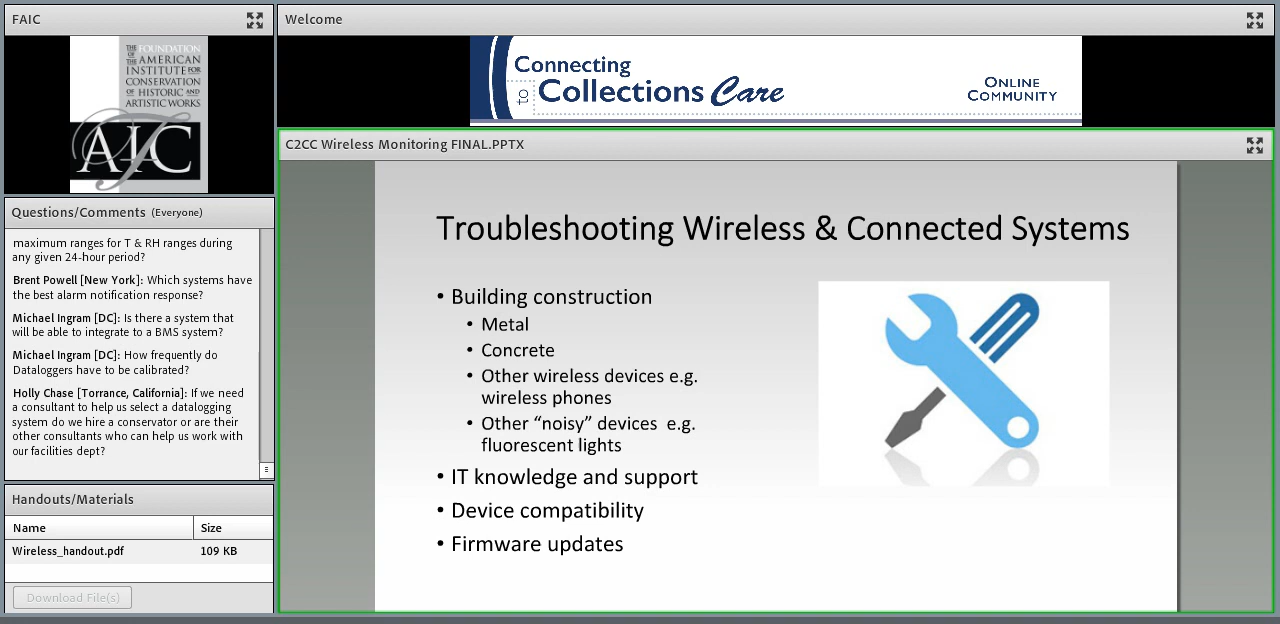 FAIC
THE FOUNDATION
OF THE AMERICAN
INSTITUTE FOR
CONSERVATION
OF HISTORIC AND
ARTISTIC WORKS
AIC
Questions/Comments (Everyone)
maximum ranges for T & RH ranges during
any given 24-hour period?
Brent Powell [New York]: Which systems have
the best alarm notification response?
Michael Ingram [DC]: Is there a system that
will be able to integrate to a BMS system?
Michael Ingram [DC]: How frequently do
Dataloggers have to be calibrated?
Holly Chase [Torrance, California]: If we need
a consultant to help us select a datalogging
system do we hire a conservator or are their
other consultants who can help us work with
our facilities dept?
Handouts/Materials
Name Size
Wireless_handout.pdf 109 KB
Download File(s)
Welcome
Connecting
to Collections Care
ONLINE
COMMUNITY
C2CC Wireless Monitoring FINAL.PPTX
Troubleshooting Wireless & Connected Systems
• Building construction
• Metal
• Concrete
• Other wireless devices e.g.
wireless phones
• Other “noisy” devices e.g.
fluorescent lights
• IT knowledge and support
• Device compatibility
• Firmware updates